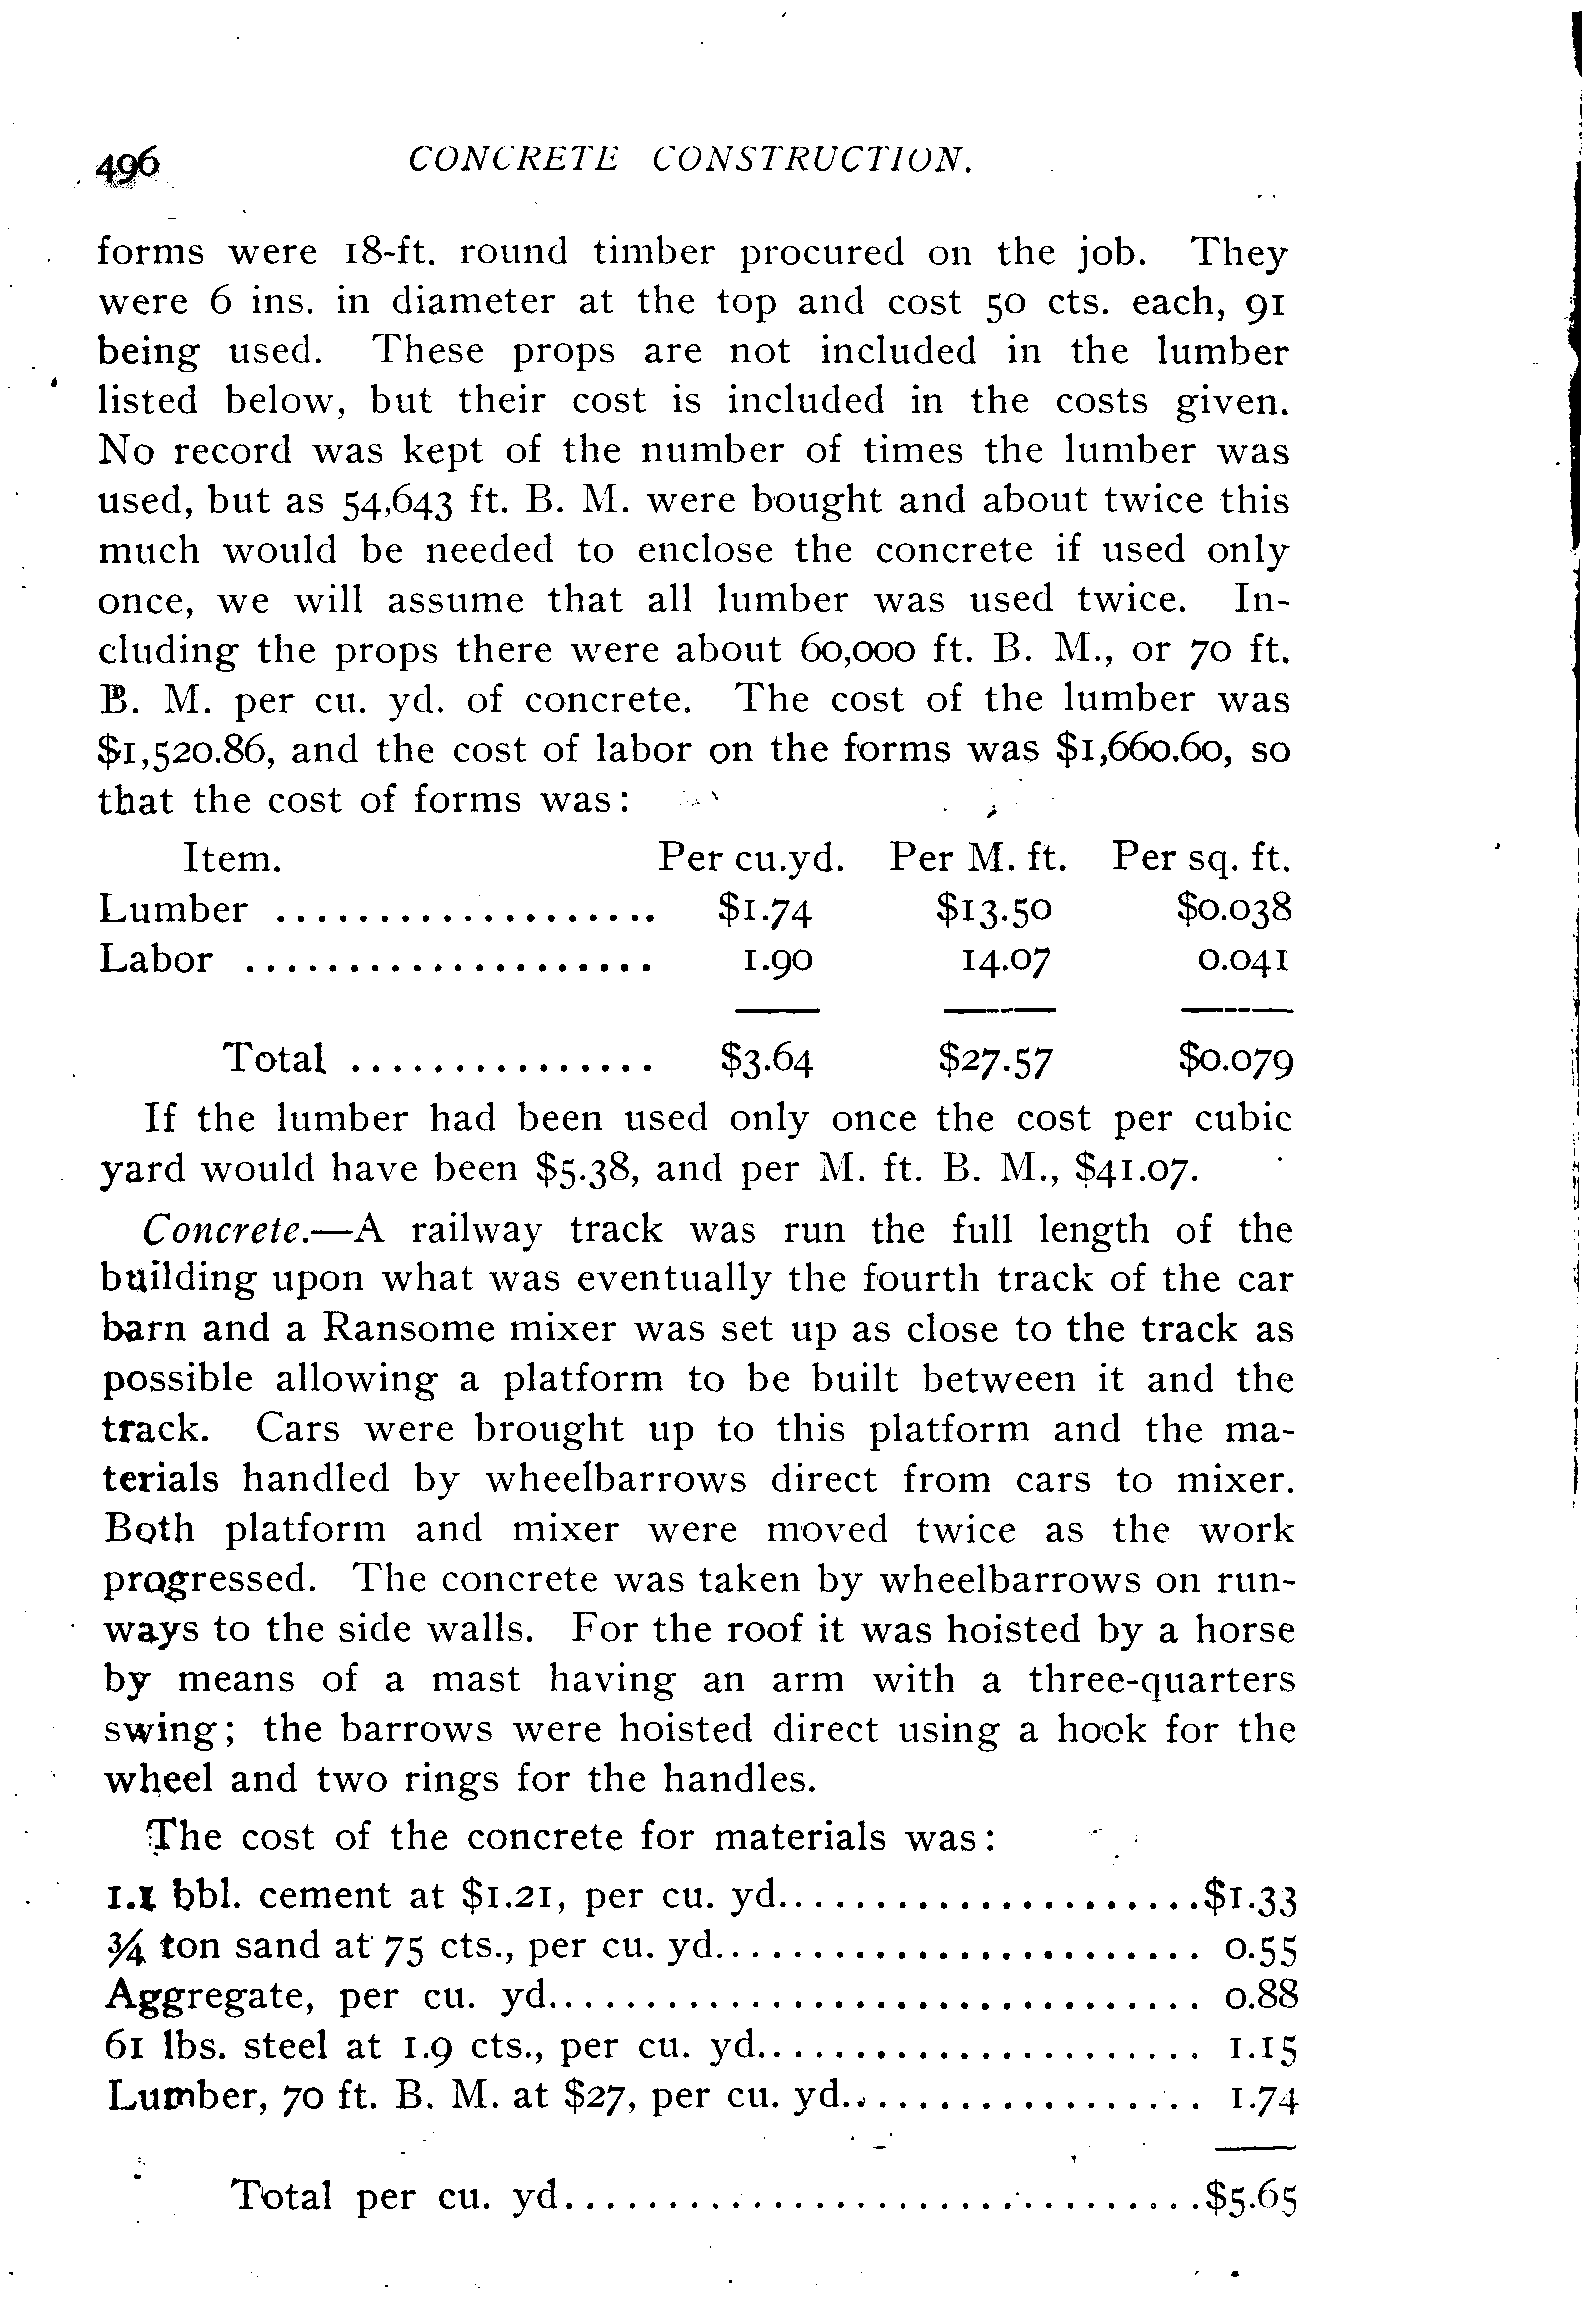 496 CONCRETE CONSTRUCTION.
forms were 18-ft. round timber procured on the job. They
were 6 ins. in diameter at the top and cost 50 cts. each, 91
being used. These props are not included in the lumber
listed below, but their cost is included in the costs given.
No record was kept of the number of times the lumber was
used, but as 54,643 ft. B. M. were bought and about twice this
much would be needed to enclose the concrete if used only
once, we will assume that all lumber was used twice. In-
cluding the props there were about 60,000 ft. B. M., or 70 ft.
B. M. per cu. yd. of concrete. The cost of the lumber was
$1,520.86, and the cost of labor on the forms was $1,660.60, so
that the cost of forms was:
Item. Per cu.yd. Per M. ft. Per sq. ft.
Lumber ................... $1.74 $13.50 $0.038
Labor .................... 1.90 14.07 0.041
Total ............... $3.64 $27.57 $0.079
If the lumber had been used only once the cost per cubic
yard would have been $5.38, and per M. ft. B. M., $41.07.
Concrete.—A railway track was run the full length of the
building upon what was eventually the fourth track of the car
barn and a Ransome mixer was set up as close to the track as
possible allowing a platform to be built between it and the
track. Cars were brought up to this platform and the ma-
terials handled by wheelbarrows direct from cars to mixer.
Both platform and mixer were moved twice as the work
progressed. The concrete was taken by wheelbarrows on run-
ways to the side walls. For the roof it was hoisted by a horse
by means of a mast having an arm with a three-quarters
swing; the barrows were hoisted direct using a hook for the
wheel and two rings for the handles.
The cost of the concrete for materials was:
1.1 bbl. cement at $1.21, per cu. yd.....................$1.33
¾ ton sand at 75 cts., per cu. yd........................ 0.55
Aggregate, per cu. yd................................ 0.88
61 lbs. steel at 1.9 cts., per cu. yd...................... 1.15
Lumber, 70 ft. B. M. at $27, per cu. yd.................. 1.74
Total per cu. yd...............................$5.65